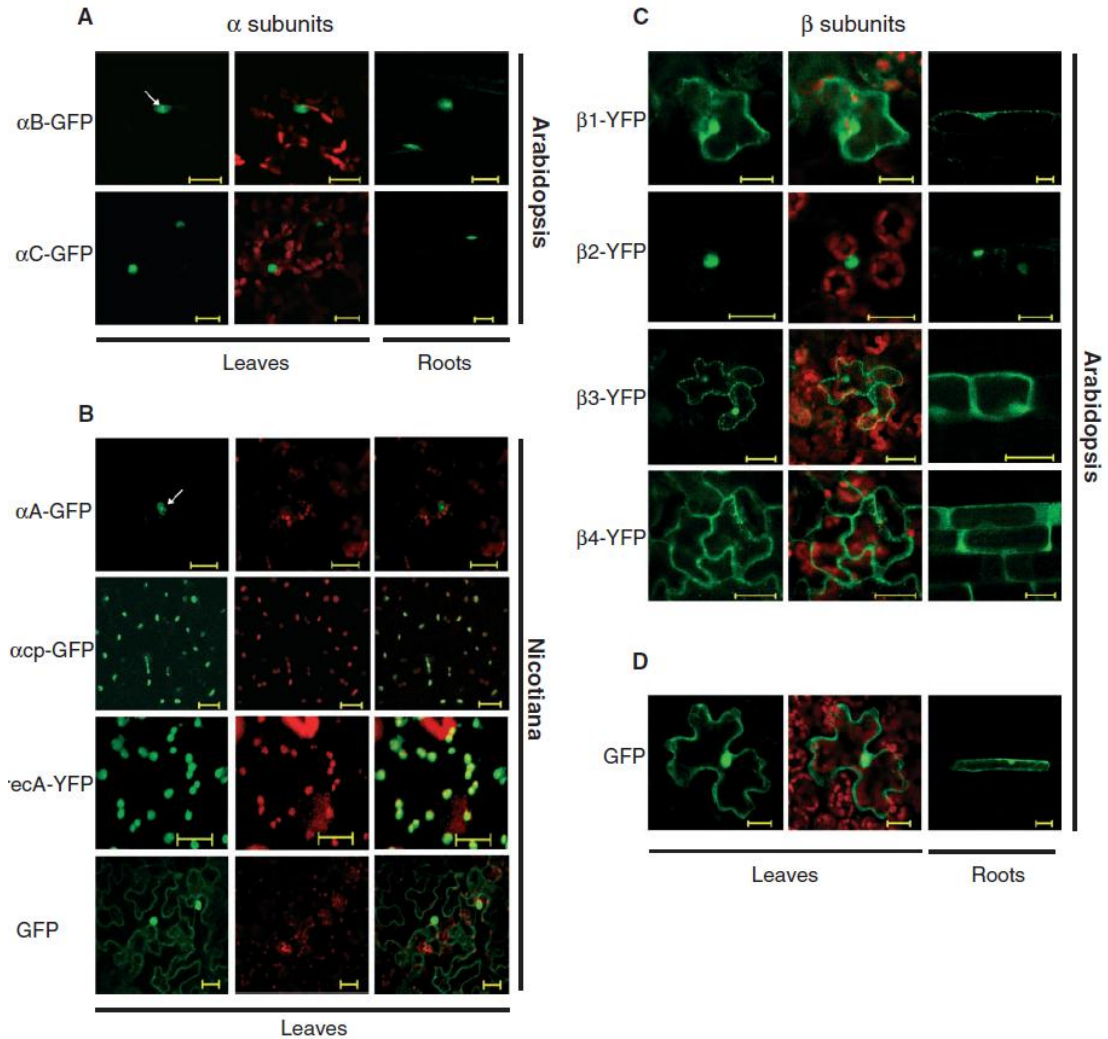 A
α subunits
αB-GFP
αC-GFP
Arabidopsis
Leaves
Roots
B
αA-GFP
αcp-GFP
recA-YFP
GFP
Nicotiana
Leaves
C
β subunits
β1-YFP
β2-YFP
β3-YFP
β4-YFP
Arabidopsis
D
GFP
Leaves
Roots